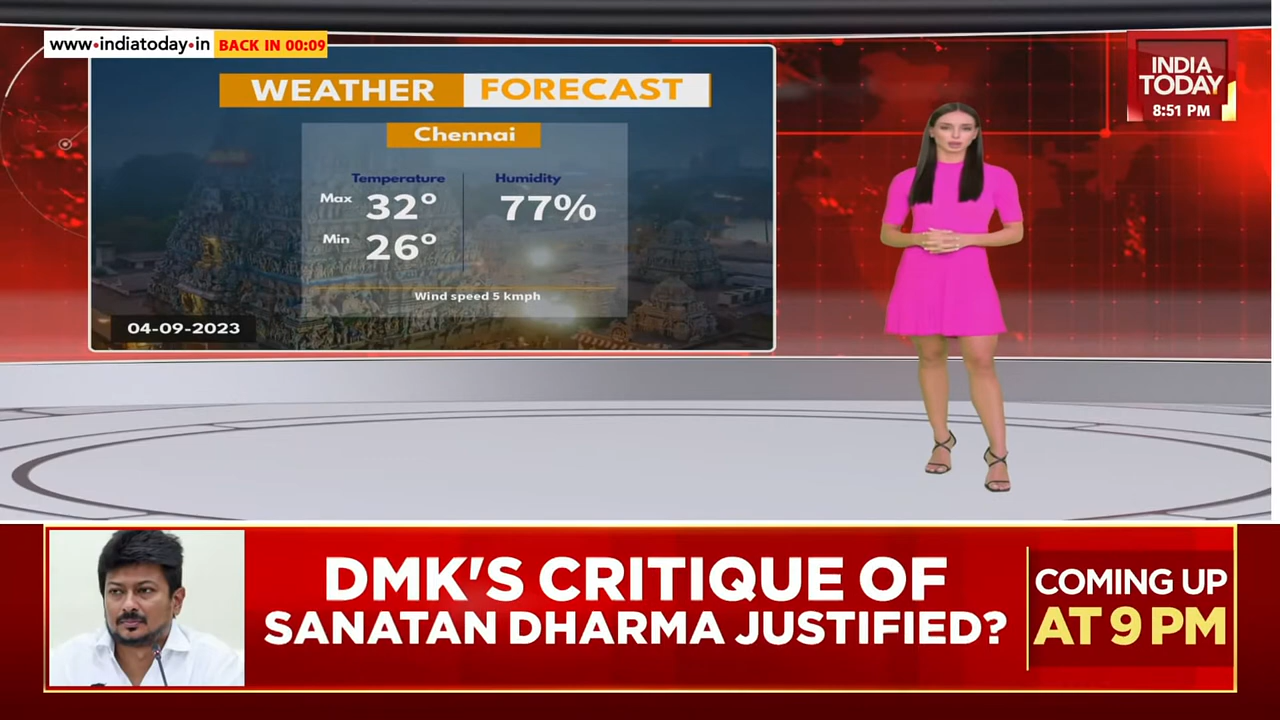 www•indiatoday•in BACK IN 00:09
INDIA
TODAY
8:51 PM
WEATHER FORECAST
Chennai
Temperature
Max 32°
Min 26°
Humidity
77%
Wind speed 5 kmph
04-09-2023
DMK'S CRITIQUE OF
SANATAN DHARMA JUSTIFIED?
COMING UP
AT 9 PM